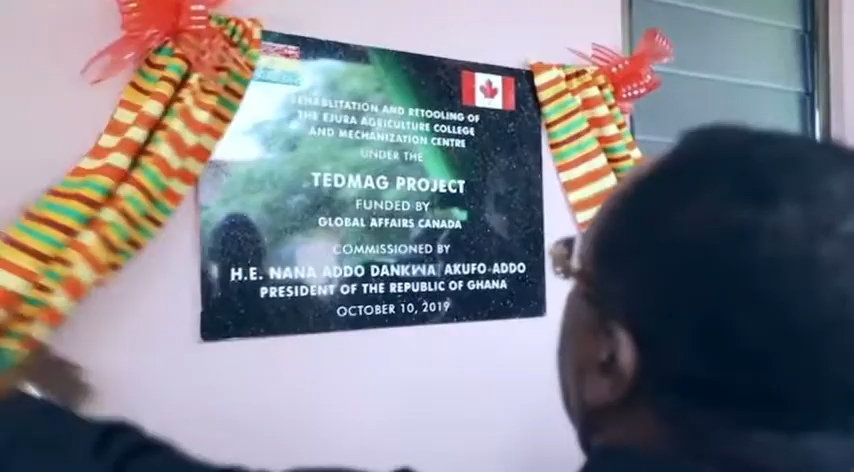 REHABILITATION AND RETOOLING OF
THE EJURA AGRICULTURE COLLEGE
AND MECHANIZATION CENTRE
UNDER THE
TEDMAG PROJECT
FUNDED BY
GLOBAL AFFAIRS CANADA
COMMISSIONED BY
H.E. NANA ADDO DANKWA AKUFO-ADDO
PRESIDENT OF THE REPUBLIC OF GHANA
OCTOBER 10, 2019